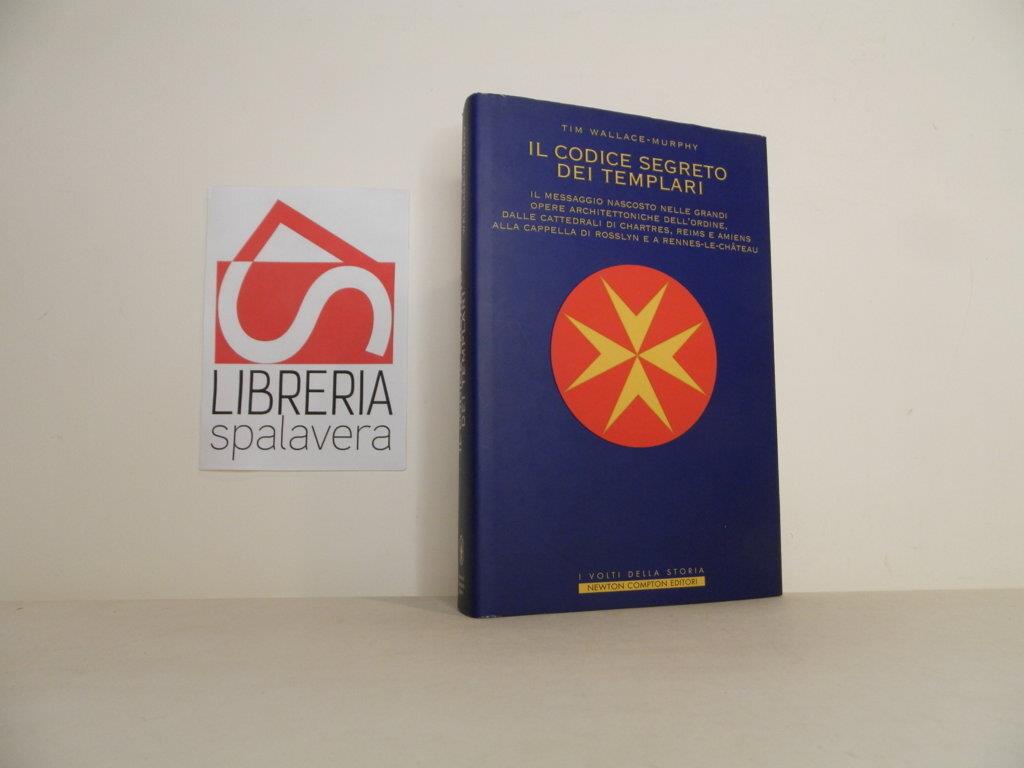 LIBRERIA
spalavera
TIM WALLACE-MURPHY
IL CODICE SEGRETO
DEI TEMPLARI
IL MESSAGGIO NASCOSTO NELLE GRANDI
OPERE ARCHITETTONICHE DELL'ORDINE,
DALLE CATTEDRALI DI CHARTRES, REIMS E AMIENS
ALLA CAPPELLA DI ROSSLYN E A RENNES-LE-CHÂTEAU
I VOLTI DELLA STORIA
NEWTON COMPTON EDITORI
DEI TEMPLARI